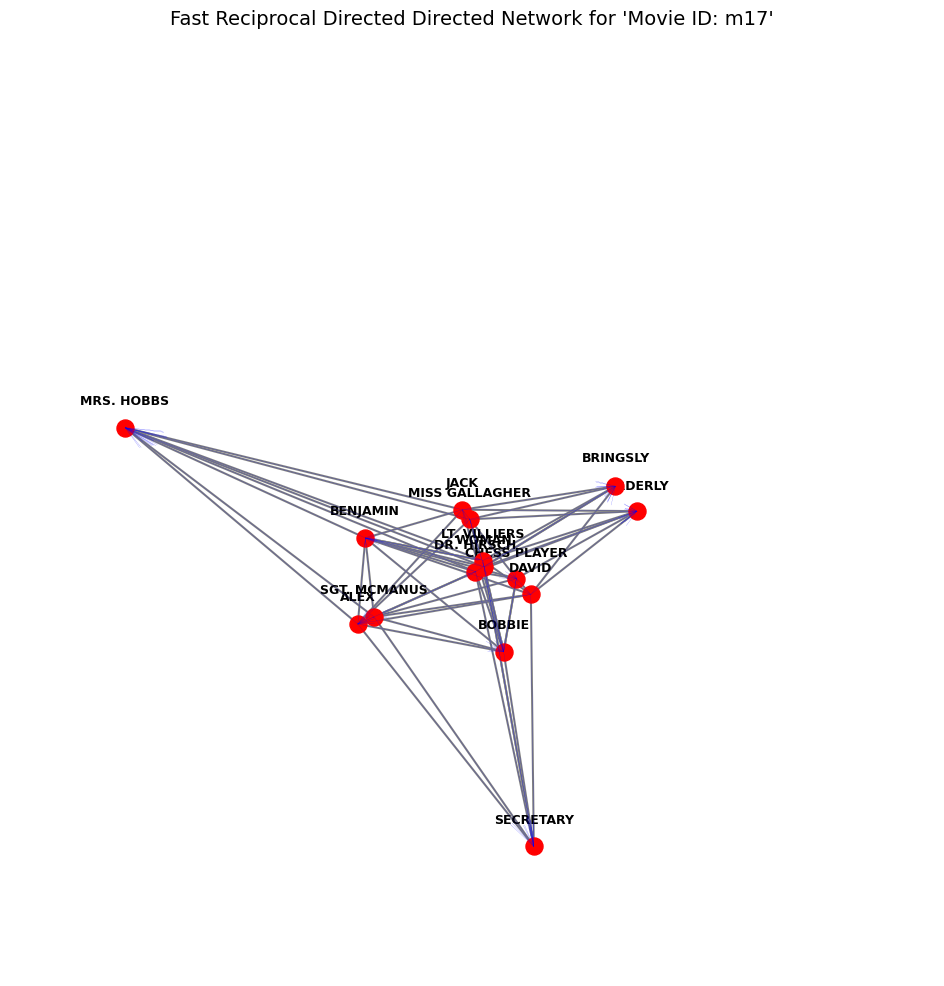 Fast Reciprocal Directed Directed Network for 'Movie ID: m17'
MRS. HOBBS
BRINGSLY
JACK
DERLY
MISS GALLAGHER
BENJAMIN
LT. VILLIERS
WOMAN
DR. HIRSCH
CHESS PLAYER
DAVID
SGT. MCMANUS
ALEX
BOBBIE
SECRETARY